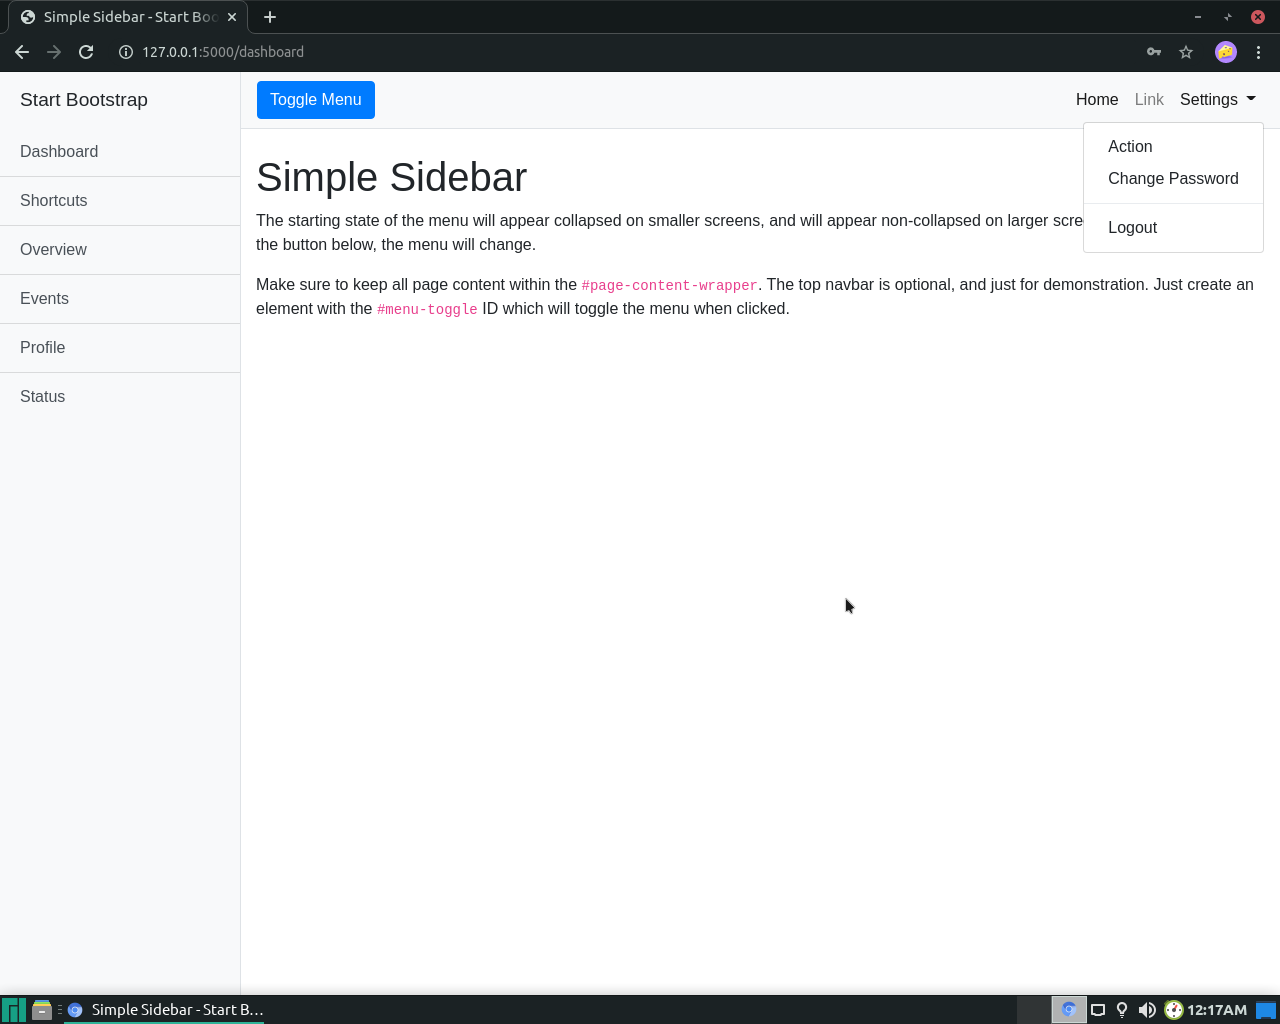 Simple Sidebar - Start Boo
127.0.0.1:5000/dashboard
Start Bootstrap
Toggle Menu
Home
Link
Settings
Dashboard
Shortcuts
Overview
Events
Profile
Status
Action
Change Password
Logout
Simple Sidebar
The starting state of the menu will appear collapsed on smaller screens, and will appear non-collapsed on larger scre
the button below, the menu will change.
Make sure to keep all page content within the #page-content-wrapper. The top navbar is optional, and just for demonstration. Just create an
element with the #menu-toggle ID which will toggle the menu when clicked.
Simple Sidebar - Start B...
12:17AM